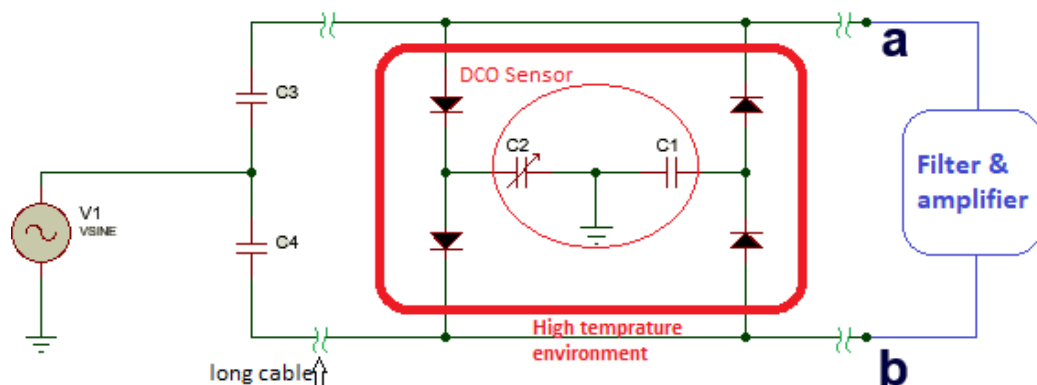 a
DCO Sensor
C3
C2
C1
Filter &
amplifier
V1
VSINE
C4
High temprature
environment
b
long cable